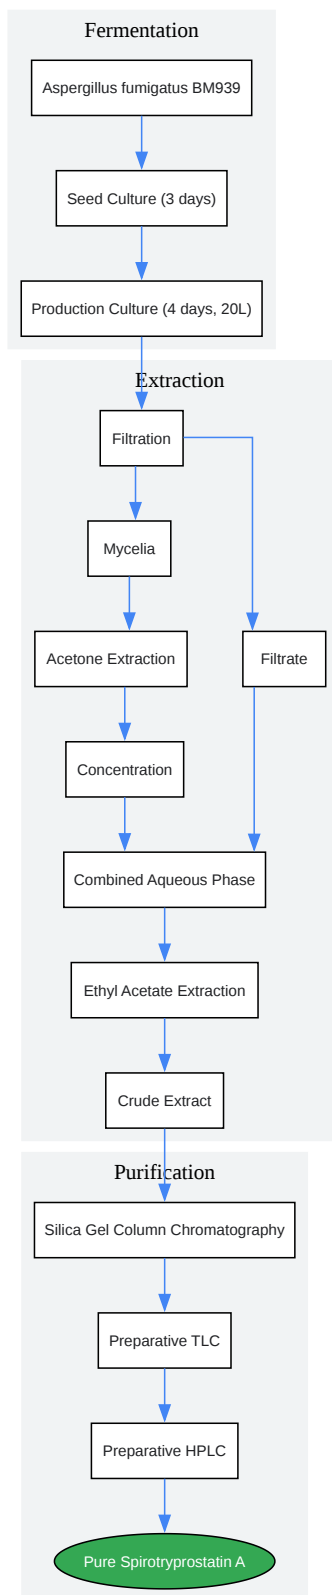 Fermentation
Aspergillus fumigatus BM939
Seed Culture (3 days)
Production Culture (4 days, 20L)
Extraction
Filtration
Mycelia
Acetone Extraction
Filtrate
Concentration
Combined Aqueous Phase
Ethyl Acetate Extraction
Crude Extract
Purification
Silica Gel Column Chromatography
Preparative TLC
Preparative HPLC
Pure Spirotryprostatin A